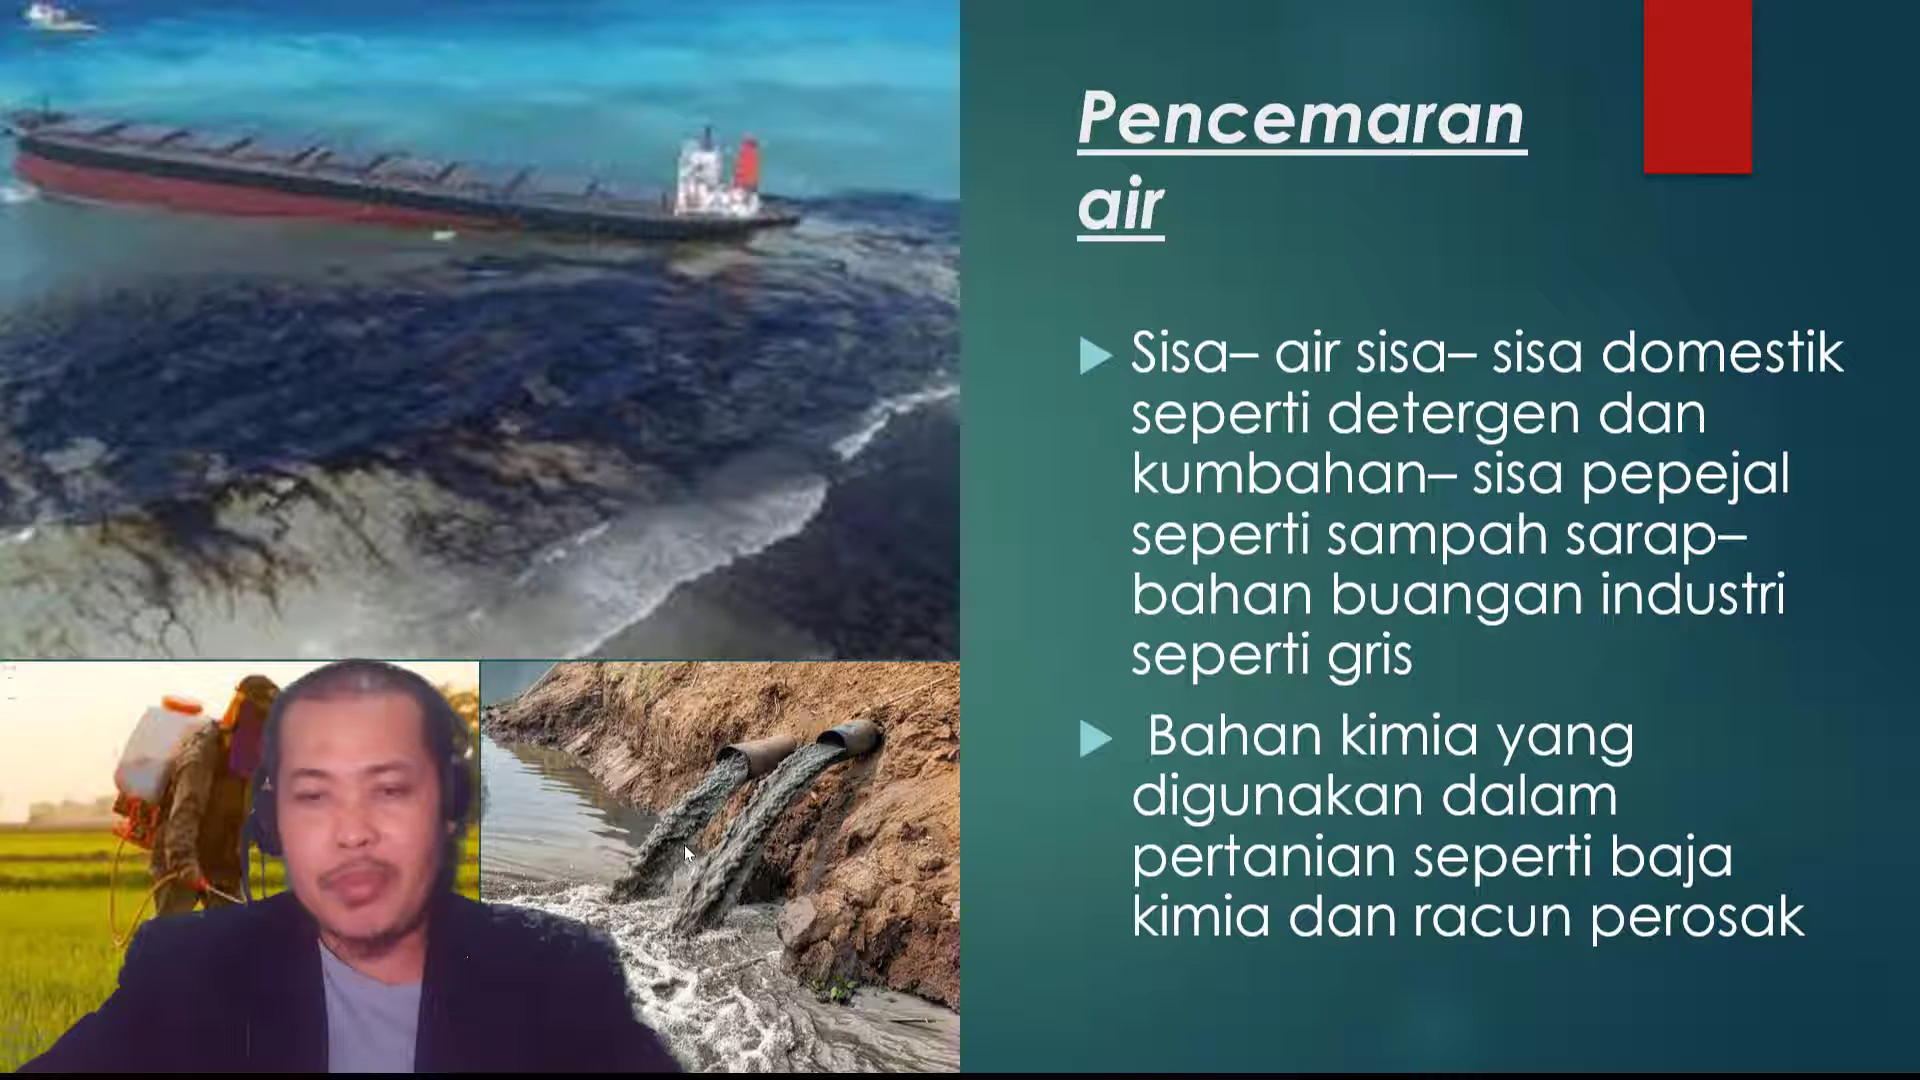 Pencemaran
air
Sisa– air sisa– sisa domestik
seperti detergen dan
kumbahan– sisa pepejal
seperti sampah sarap–
bahan buangan industri
seperti gris
Bahan kimia yang
digunakan dalam
pertanian seperti baja
kimia dan racun perosak